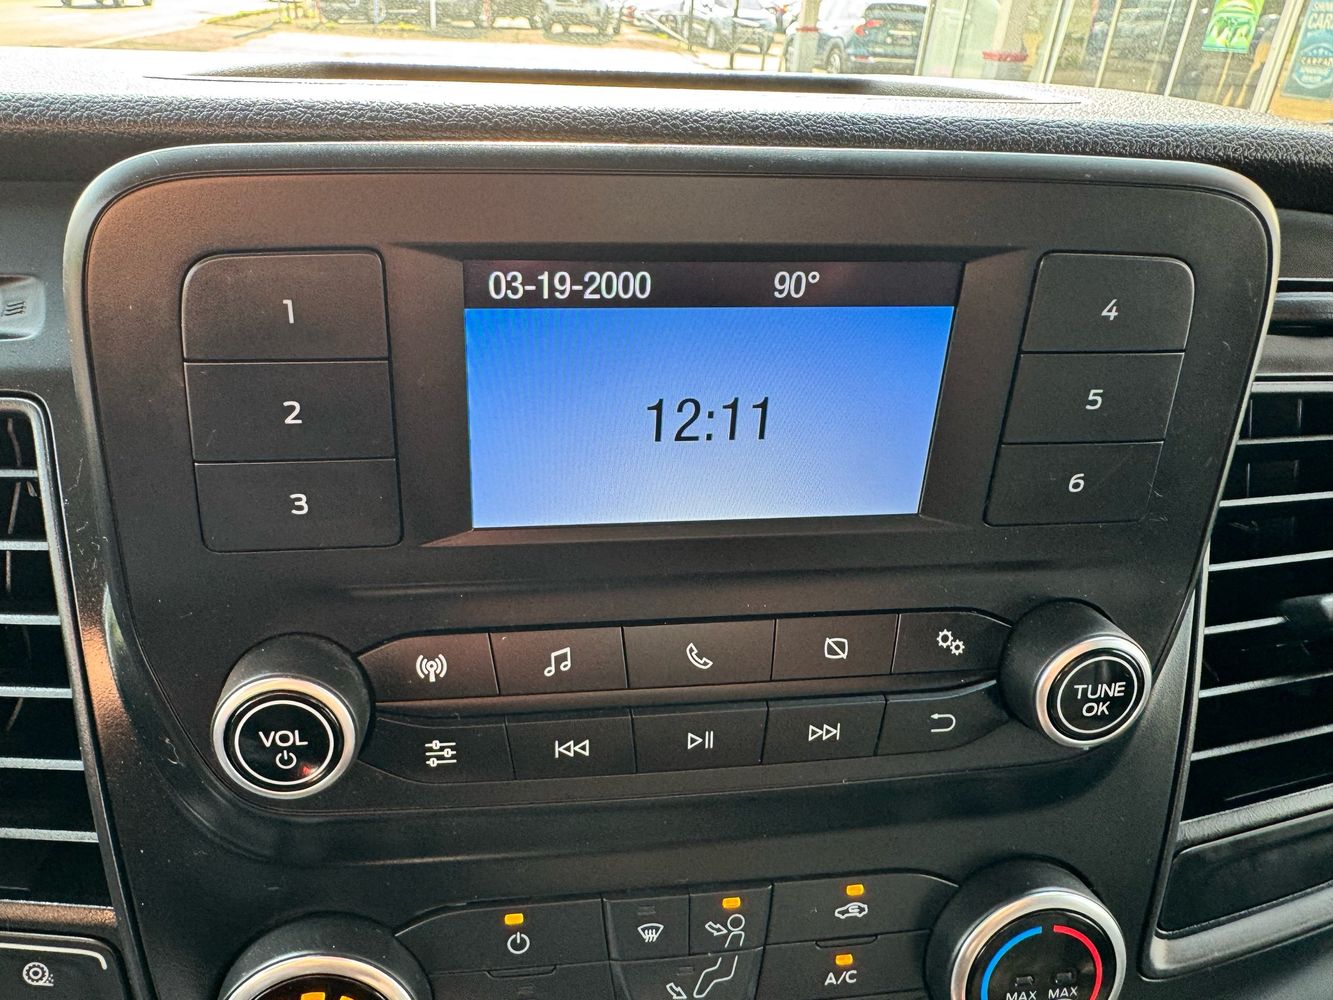 03-19-2000 90°
12:11
1
2
3
4
5
6
VOL
TUNE
OK
A/C
MAX MAX